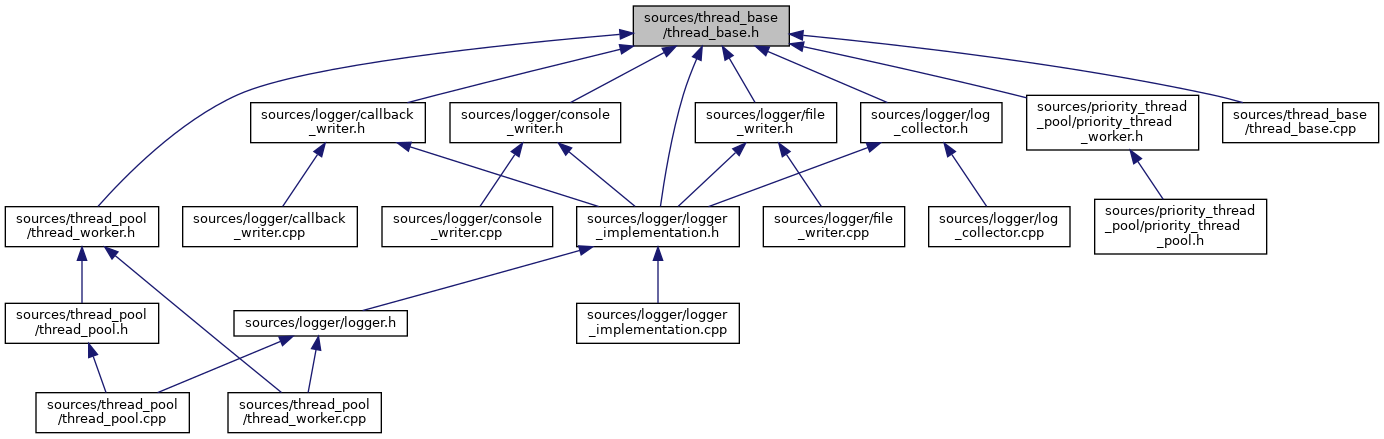 sources/thread_base
/thread_base.h
sources/logger/callback
_writer.h
sources/logger/console
_writer.h
sources/logger/file
_writer.h
sources/logger/log
_collector.h
sources/priority_thread
_pool/priority_thread
_worker.h
sources/thread_base
/thread_base.cpp
sources/thread_pool
/thread_worker.h
sources/logger/callback
_writer.cpp
sources/logger/console
_writer.cpp
sources/logger/logger
_implementation.h
sources/logger/file
_writer.cpp
sources/logger/log
_collector.cpp
sources/priority_thread
_pool/priority_thread
_pool.h
sources/thread_pool
/thread_pool.h
sources/logger/logger.h
sources/logger/logger
_implementation.cpp
sources/thread_pool
/thread_pool.cpp
sources/thread_pool
/thread_worker.cpp